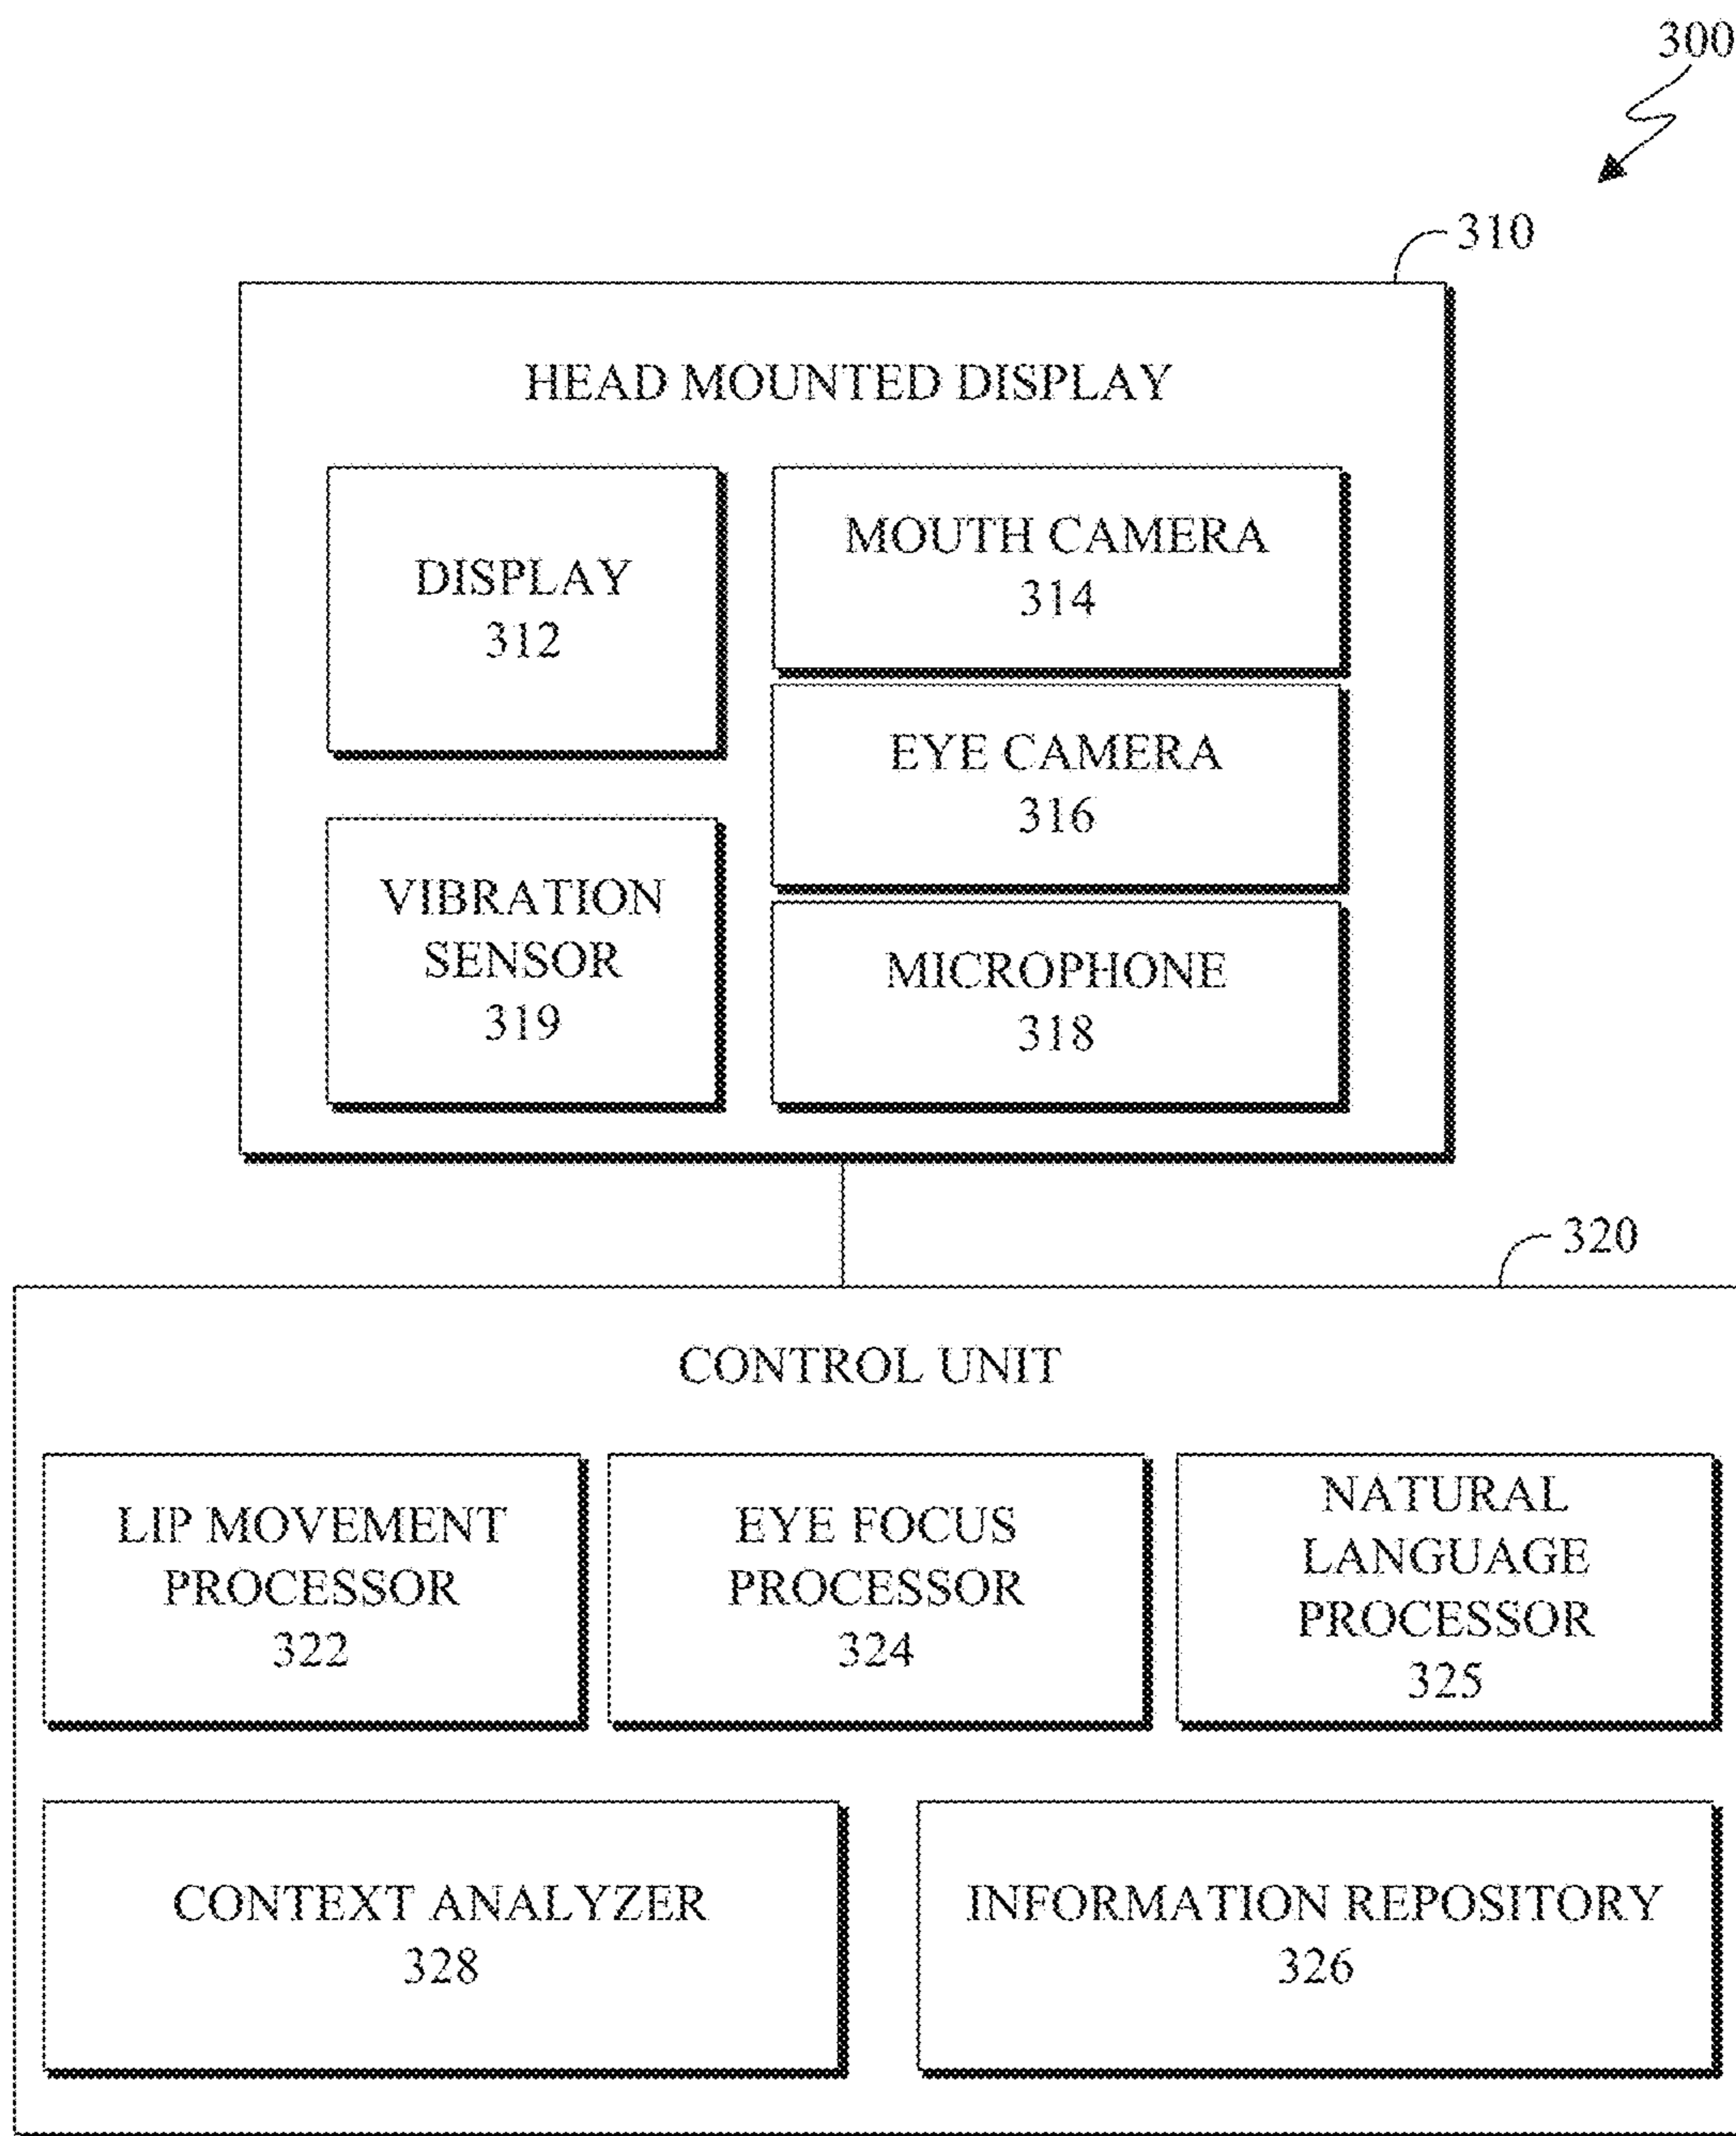 300
310
HEAD MOUNTED DISPLAY
DISPLAY
312
MOUTH CAMERA
314
EYE CAMERA
316
VIBRATION
SENSOR
319
MICROPHONE
318
320
CONTROL UNIT
LIP MOVEMENT
PROCESSOR
322
EYE FOCUS
PROCESSOR
324
NATURAL
LANGUAGE
PROCESSOR
325
CONTEXT ANALYZER
328
INFORMATION REPOSITORY
326